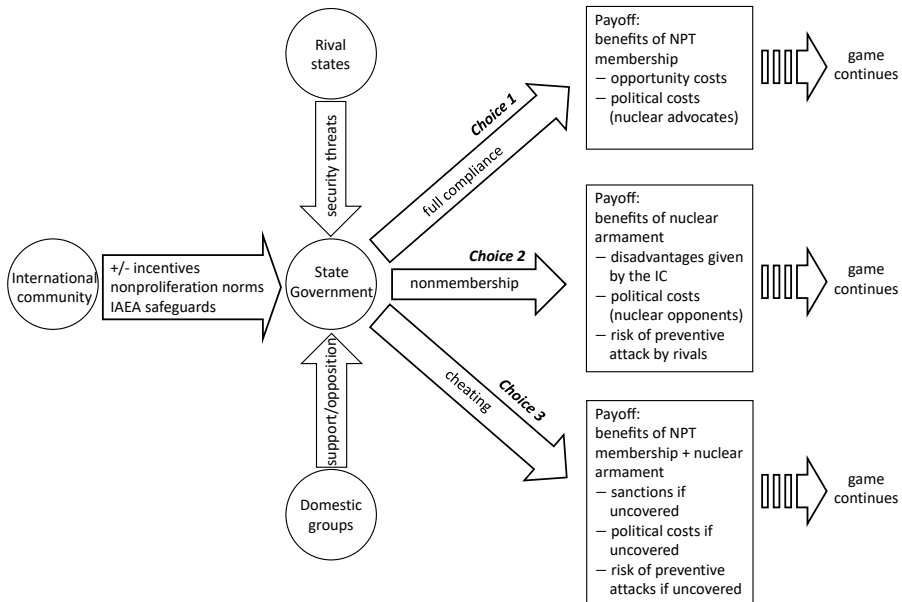 Rival
states
security threats
International
community
+/- incentives
nonproliferation norms
IAEA safeguards
State
Government
support/opposition
Domestic
groups
Choice 1
full compliance
Payoff:
benefits of NPT
membership
— opportunity costs
— political costs
(nuclear advocates)
game
continues
Choice 2
nonmembership
Payoff:
benefits of nuclear
armament
— disadvantages given
by the IC
— political costs
(nuclear opponents)
— risk of preventive
attack by rivals
game
continues
Choice 3
cheating
Payoff:
benefits of NPT
membership + nuclear
armament
— sanctions if
uncovered
— political costs if
uncovered
— risk of preventive
attacks if uncovered
game
continues